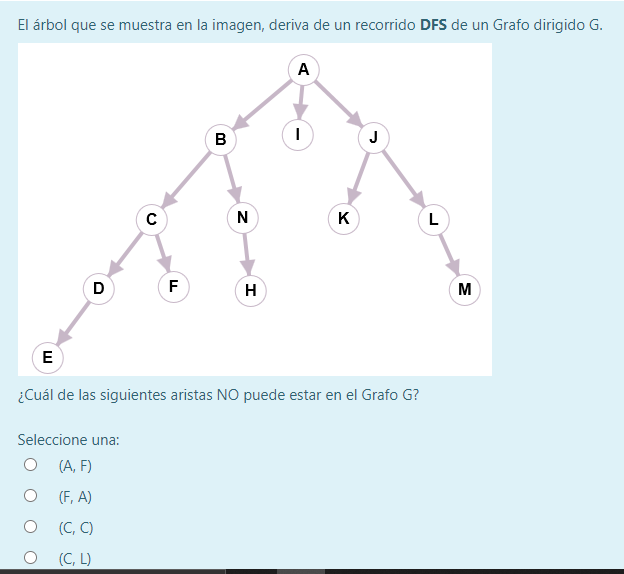 El árbol que se muestra en la imagen, deriva de un recorrido DFS de un Grafo dirigido G.
A
B
I
J
C
N
K
L
D
F
H
M
E
¿Cuál de las siguientes aristas NO puede estar en el Grafo G?
Seleccione una:
(A, F)
(F, A)
(C, C)
(C, L)